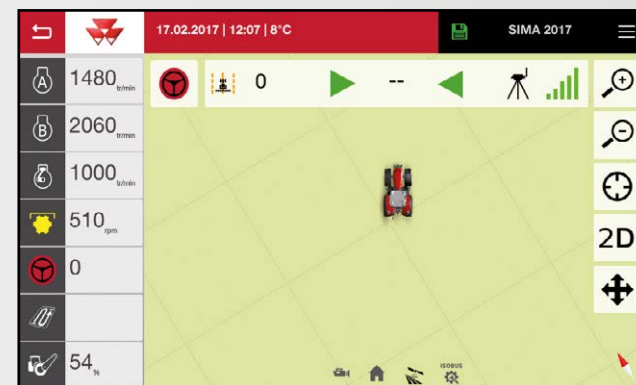 17.02.2017 | 12:07 | 8°C
SIMA 2017
A 1480 tr/min
0
--
B 2060 tr/min
1000 tr/min
2D
510 rpm
0
54 %
ISOBUS